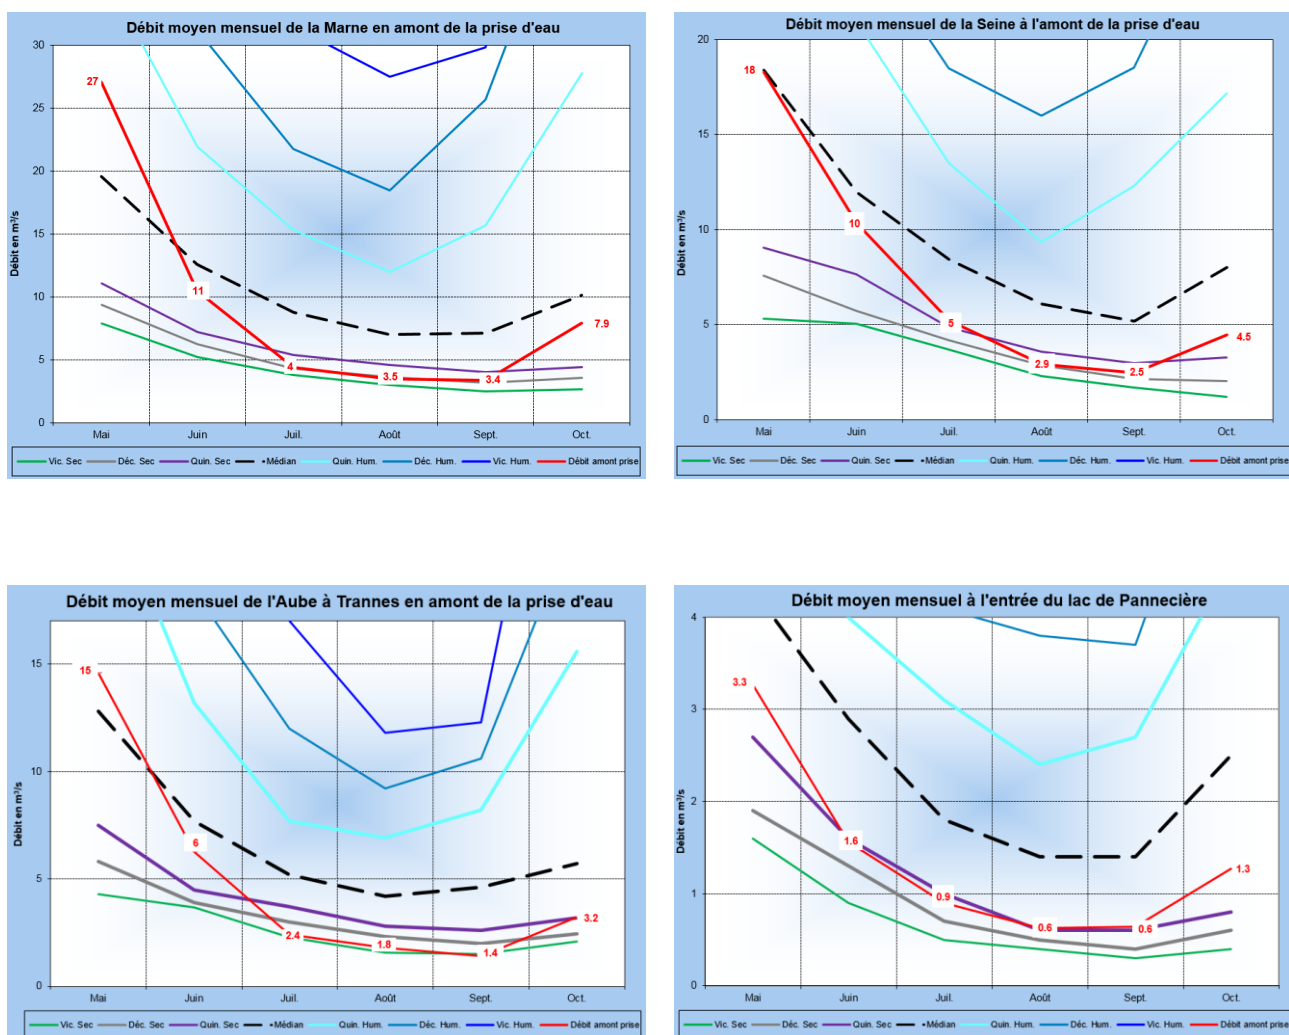 Débit moyen mensuel de la Marne en amont de la prise d'eau
Débit en m³/s
30
25
20
15
10
5
0
27
11
4
3.5
3.4
7.9
Mai Juin Juil. Août Sept. Oct.
Vic. Sec Déc. Sec Quin. Sec Médian Quin. Hum. Déc. Hum. Vic. Hum. Débit amont prise
Débit moyen mensuel de la Seine à l'amont de la prise d'eau
Débit en m³/s
20
15
10
5
0
18
10
5
2.9
2.5
4.5
Mai Juin Juil. Août Sept. Oct.
Vic. Sec Déc. Sec Quin. Sec Médian Quin. Hum. Déc. Hum. Vic. Hum. Débit amont prise
Débit moyen mensuel de l'Aube à Trannes en amont de la prise d'eau
Débit en m³/s
15
10
5
0
15
6
2.4
1.8
1.4
3.2
Mai Juin Juil. Août Sept. Oct.
Vic. Sec Déc. Sec Quin. Sec Médian Quin. Hum. Déc. Hum. Vic. Hum. Débit amont prise
Débit moyen mensuel à l'entrée du lac de Pannecière
Débit en m³/s
4
3
2
1
0
3.3
1.6
0.9
0.6
0.6
1.3
Mai Juin Juil. Août Sept. Oct.
Vic. Sec Déc. Sec Quin. Sec Médian Quin. Hum. Déc. Hum. Vic. Hum. Débit amont prise